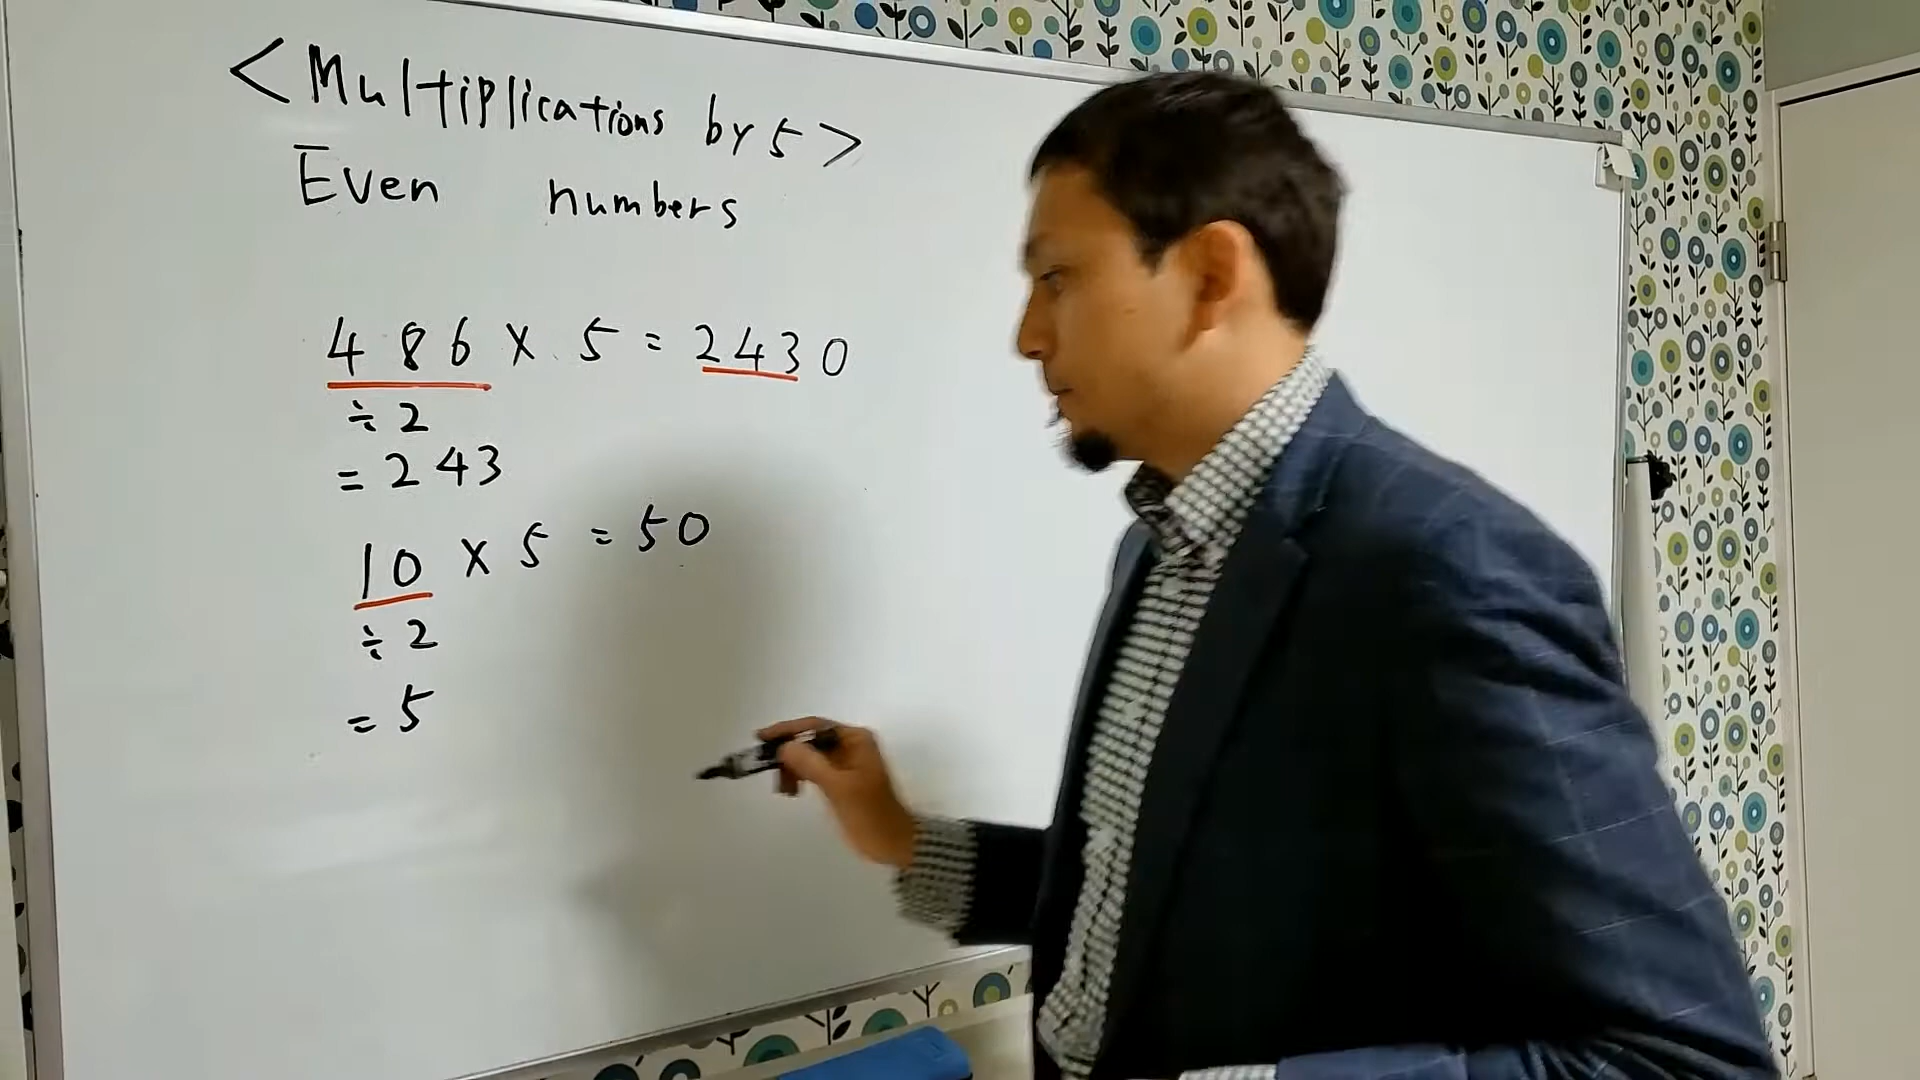 <Multiplications by 5>
Even numbers
486 × 5 = 2430
÷ 2
= 243
10 × 5 = 50
÷ 2
= 5